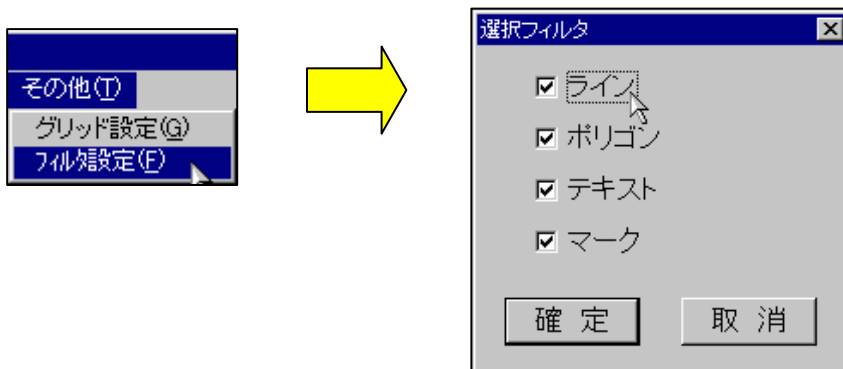 その他(T)
グリッド設定(G)
フィルタ設定(F)
選択フィルタ
ライン
ポリゴン
テキスト
マーク
確 定
取 消